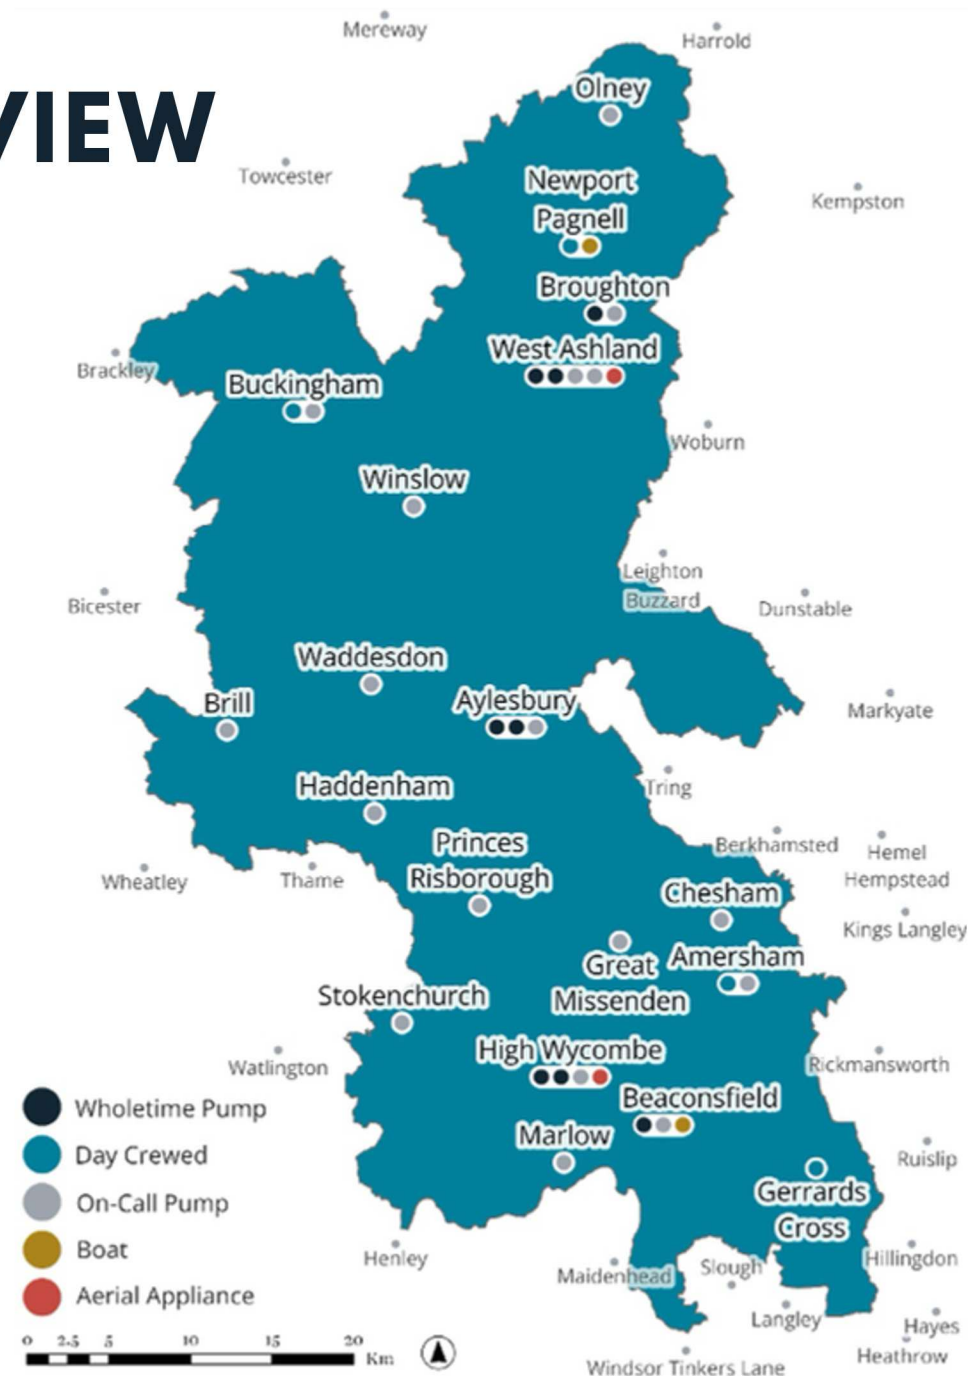 VIEW
Mereway
Harrold
Olney
Towcester
Newport
Pagnell
Kempston
Broughton
West Ashland
Brackley
Buckingham
Woburn
Winslow
Leighton
Buzzard
Bicester
Dunstable
Waddesdon
Brill
Aylesbury
Markyate
Haddenham
Tring
Princes
Risborough
Berkhamsted
Hemel
Hempstead
Wheatley
Thame
Chesham
Kings Langley
Great
Missenden
Amersham
Stokenchurch
High Wycombe
Watlington
Rickmansworth
Beaconsfield
Wholetime Pump
Marlow
Day Crewed
Ruislip
Gerrards
Cross
On-Call Pump
Boat
Henley
Hillingdon
Maidenhead
Slough
Aerial Appliance
Langley
Hayes
0 2.5 5 10 15 20
Km
Heathrow
Windsor Tinkers Lane